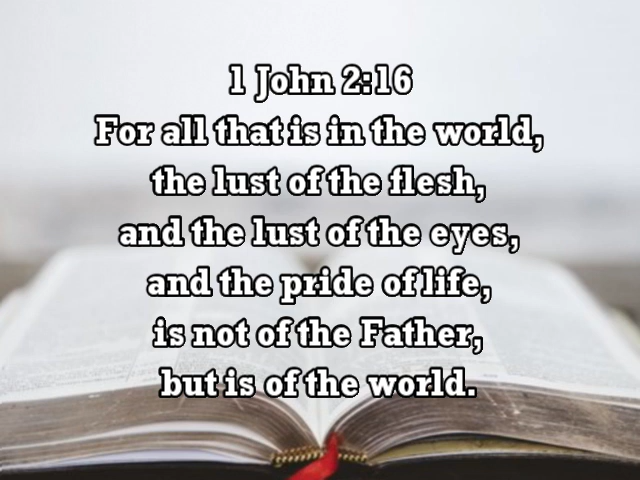 1 John 2:16
For all that is in the world,
the lust of the flesh,
and the lust of the eyes,
and the pride of life,
is not of the Father,
but is of the world.